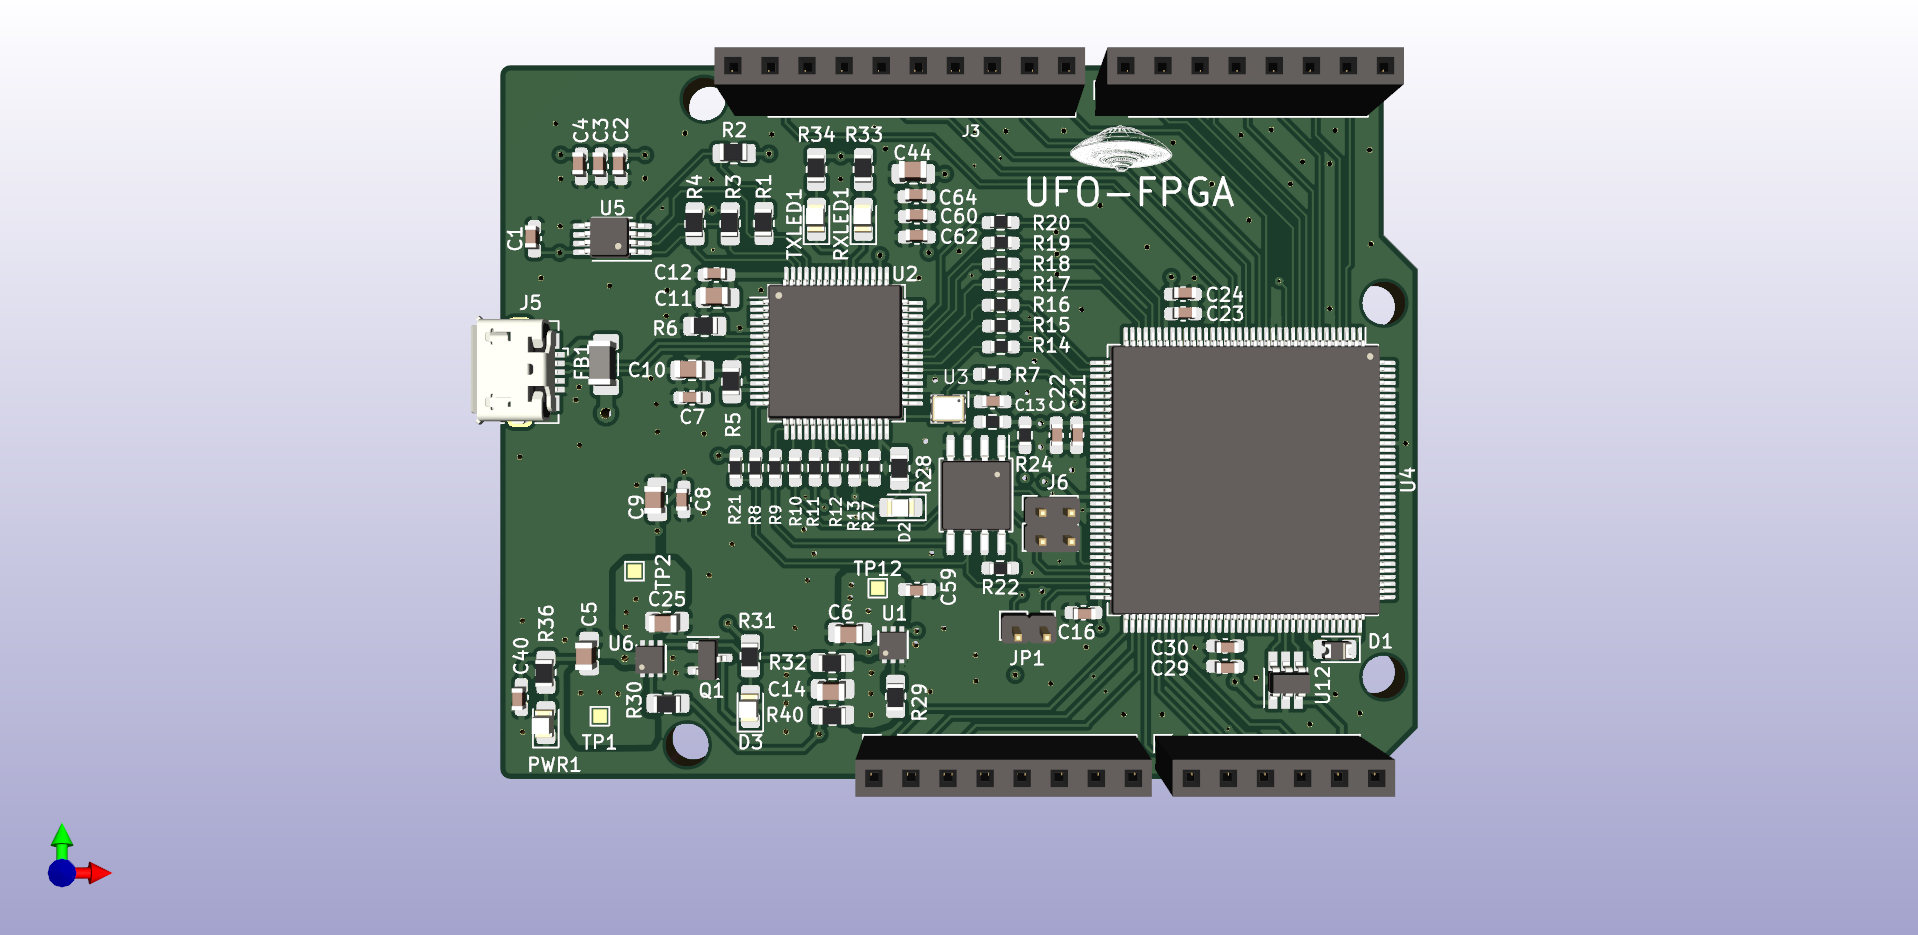 C4
C3
C2
R2
R34
R33
J3
C44
UFO-FPGA
U5
R4
R3
R1
TXLED1
RXLED1
C64
C60
C62
R20
R19
R18
R17
R16
R15
R14
C1
C12
C11
R6
U2
C24
C23
J5
FB1
C10
C7
R5
U3
R7
C13
C22
C21
R24
J6
U4
C9
C8
R21
R8
R9
R10
R11
R12
R13
R27
R28
D2
TP2
TP12
C59
R22
C25
C5
R36
C40
U6
R31
C6
U1
R32
C14
R40
R29
R30
Q1
D3
TP1
PWR1
JP1
C16
C30
C29
D1
U12